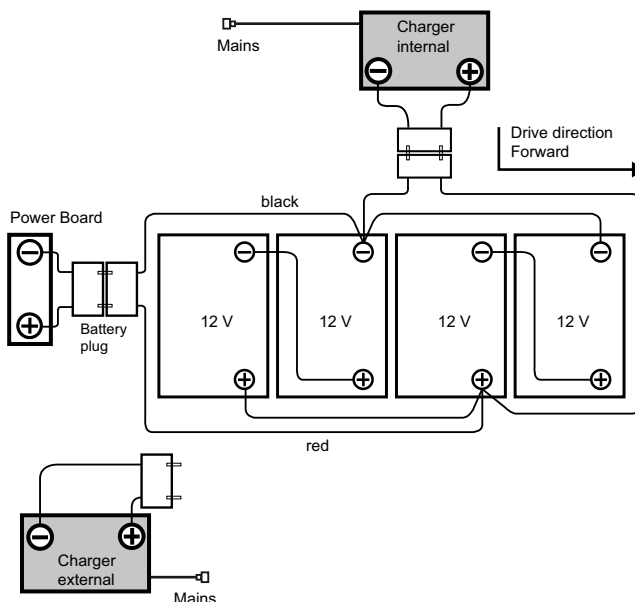 Charger
internal
Mains
Drive direction
Forward
black
Power Board
12 V
12 V
12 V
12 V
Battery
plug
red
Charger
external
Mains